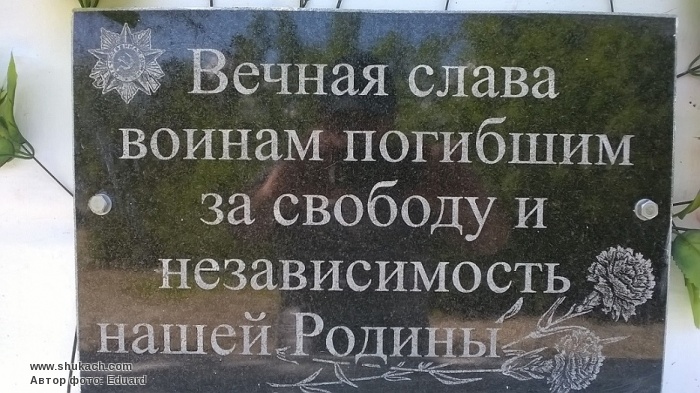 Вечная слава
воинам погибшим
за свободу и
независимость
нашей Родины
www.shukach.com
Автор фото: Eduard